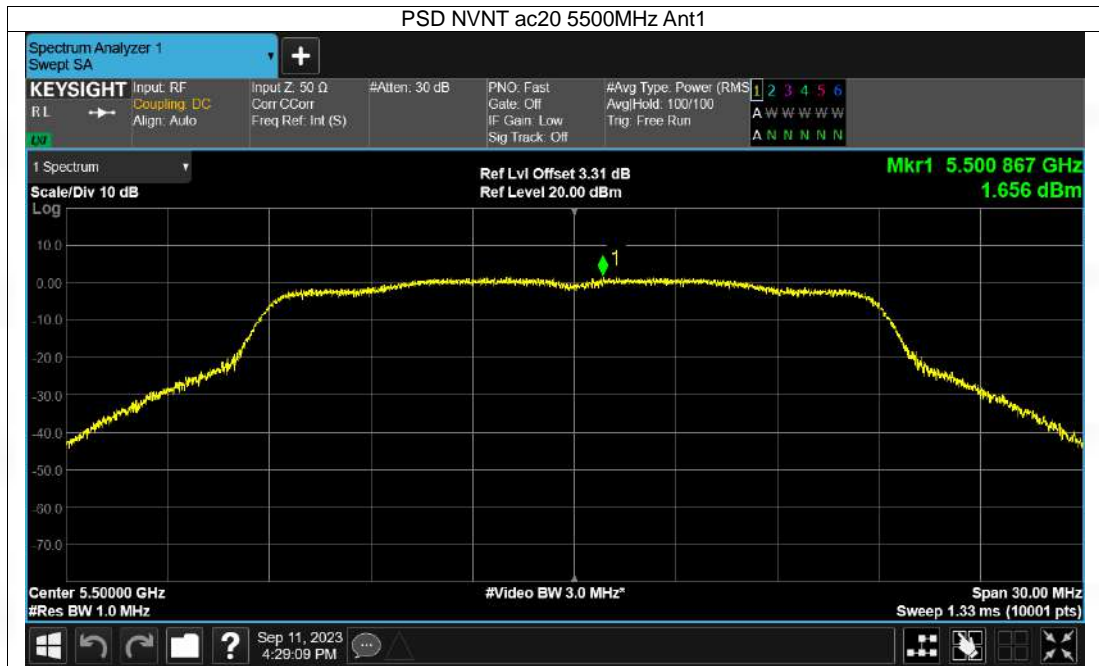 PSD NVNT ac20 5500MHz Ant1
Spectrum Analyzer 1
Swept SA
+
KEYSIGHT
RL
LXI
Input: RF
Coupling: DC
Align: Auto
Input Z: 50 Ω
Corr CCorr
Freq Ref: Int (S)
#Atten: 30 dB
PNO: Fast
Gate: Off
IF Gain: Low
Sig Track: Off
#Avg Type: Power (RMS
Avg|Hold: 100/100
Trig: Free Run
1 2 3 4 5 6
A W W W W W
A N N N N N
1 Spectrum
Scale/Div 10 dB
Log
Ref Lvl Offset 3.31 dB
Ref Level 20.00 dBm
Mkr1 5.500 867 GHz
1.656 dBm
1
10.0
0.00
-10.0
-20.0
-30.0
-40.0
-50.0
-60.0
-70.0
Center 5.50000 GHz
#Res BW 1.0 MHz
#Video BW 3.0 MHz*
Span 30.00 MHz
Sweep 1.33 ms (10001 pts)
?
Sep 11, 2023
4:29:09 PM